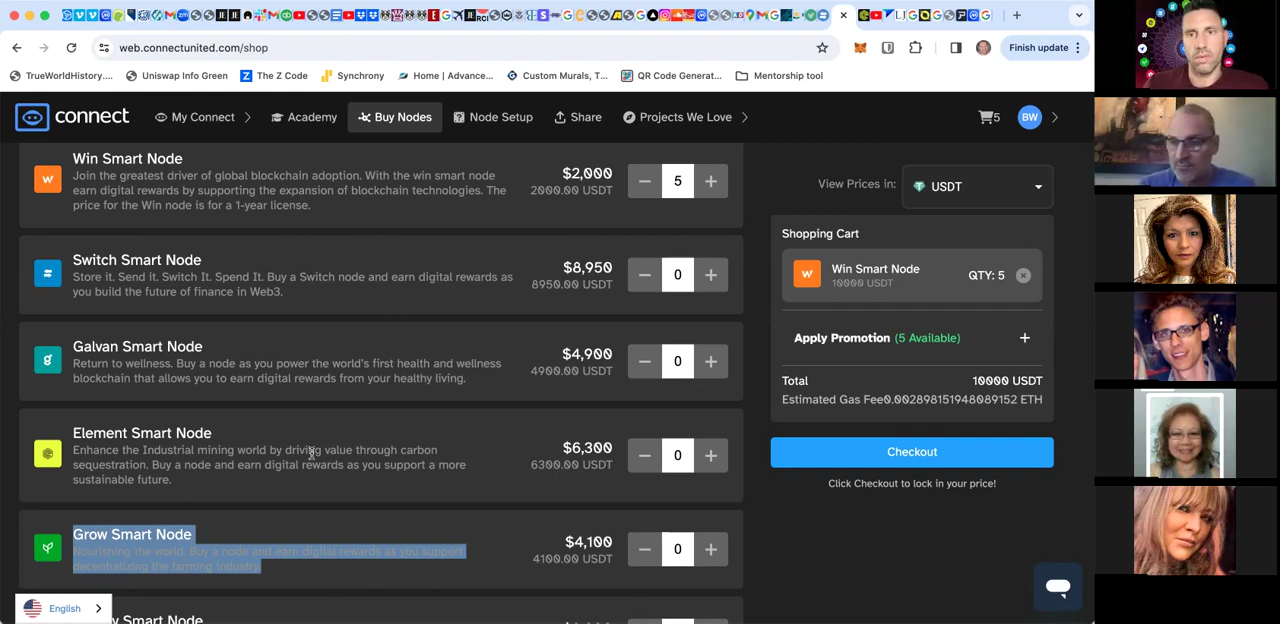 web.connectunited.com/shop
Finish update
TrueWorldHistory.... Uniswap Info Green The Z Code Synchrony Home | Advance... Custom Murals, T... QR Code Generat... Mentorship tool
connect My Connect Academy Buy Nodes Node Setup Share Projects We Love 5 BW
Win Smart Node
Join the greatest driver of global blockchain adoption. With the win smart node
earn digital rewards by supporting the expansion of blockchain technologies. The
price for the Win node is for a 1-year license.
$2,000
2000.00 USDT
5
Switch Smart Node
Store it. Send it. Switch It. Spend It. Buy a Switch node and earn digital rewards as
you build the future of finance in Web3.
$8,950
8950.00 USDT
0
Galvan Smart Node
Return to wellness. Buy a node as you power the world's first health and wellness
blockchain that allows you to earn digital rewards from your healthy living.
$4,900
4900.00 USDT
0
Element Smart Node
Enhance the Industrial mining world by driving value through carbon
sequestration. Buy a node and earn digital rewards as you support a more
sustainable future.
$6,300
6300.00 USDT
0
Grow Smart Node
Nourishing the world. Buy a node and earn digital rewards as you support
decentralizing the farming industry.
$4,100
4100.00 USDT
0
Smart Node
English
View Prices in: USDT
Shopping Cart
Win Smart Node
10000 USDT
QTY: 5
Apply Promotion (5 Available)
Total 10000 USDT
Estimated Gas Fee0.002898151948089152 ETH
Checkout
Click Checkout to lock in your price!